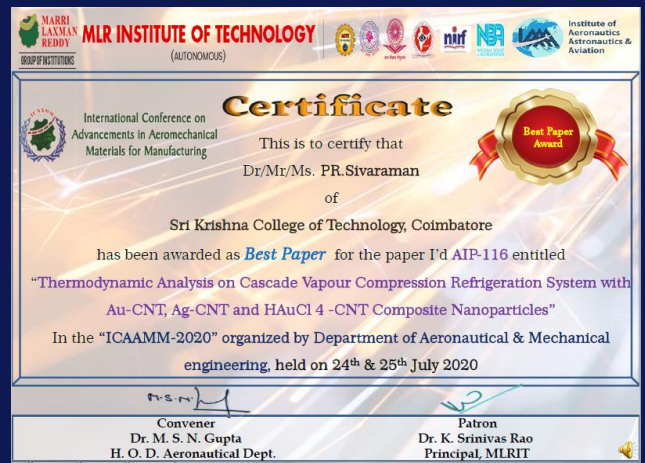 MARRI
LAXMAN
REDDY
GROUP OF INSTITUTIONS
MLR INSTITUTE OF TECHNOLOGY
(AUTONOMOUS)
nirf
NBA
Institute of
Aeronautics
Astronautics &
Aviation
International Conference on
Advancements in Aeromechanical
Materials for Manufacturing
Certificate
Best Paper
Award
This is to certify that
Dr/Mr/Ms. PR.Sivaraman
of
Sri Krishna College of Technology, Coimbatore
has been awarded as Best Paper for the paper I'd AIP-116 entitled
"Thermodynamic Analysis on Cascade Vapour Compression Refrigeration System with
Au-CNT, Ag-CNT and HAuCl 4 -CNT Composite Nanoparticles"
In the "ICAAMM-2020" organized by Department of Aeronautical & Mechanical
engineering, held on 24th & 25th July 2020
M.S.N.
Convener
Dr. M. S. N. Gupta
H. O. D. Aeronautical Dept.
Patron
Dr. K. Srinivas Rao
Principal, MLRIT